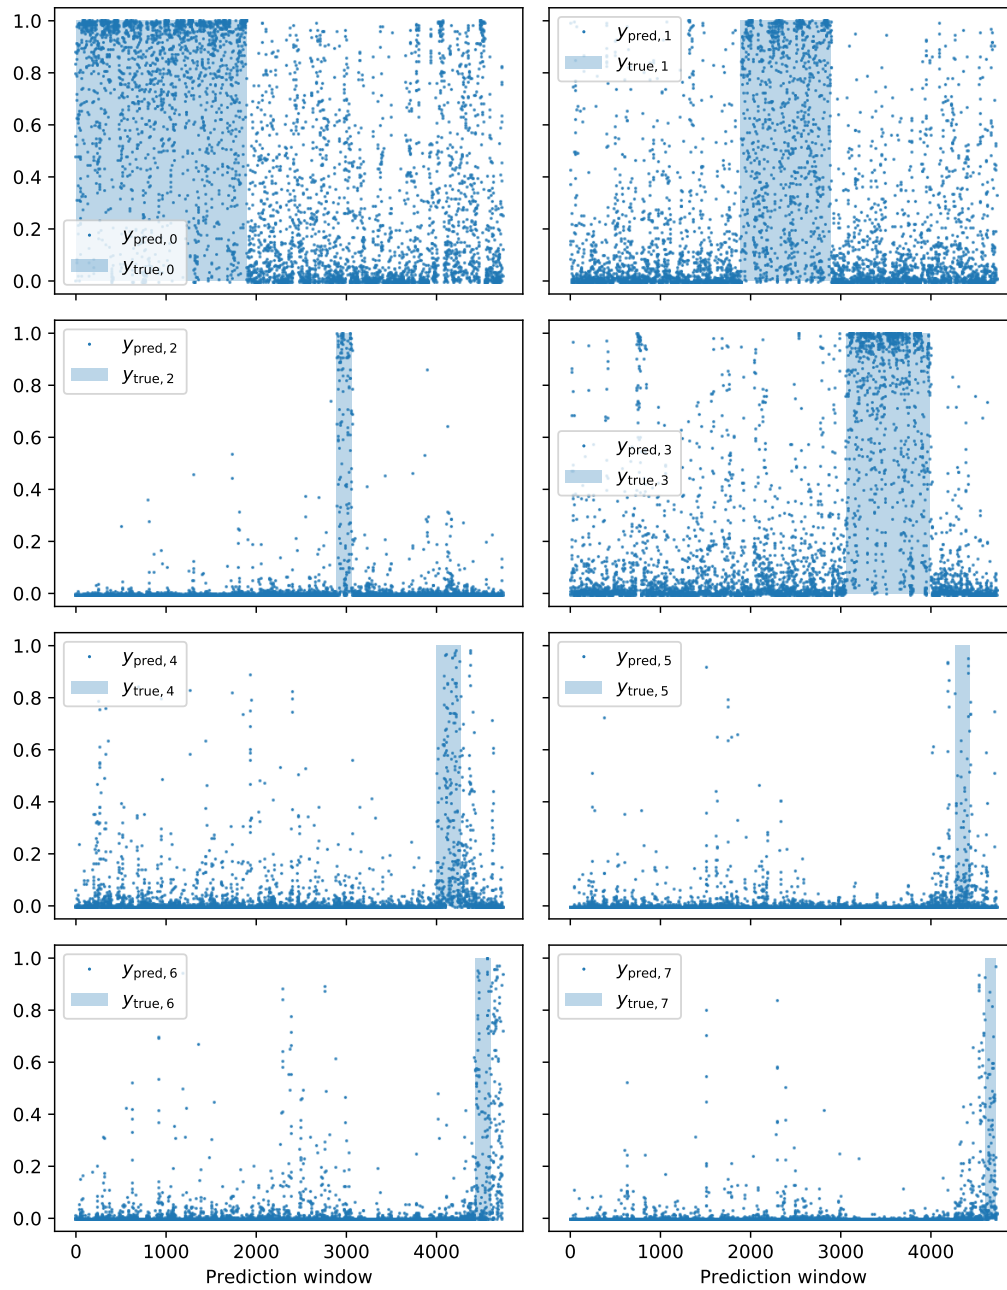 1.0
0.8
0.6
0.4
0.2
0.0
y_pred, 0
y_true, 0
y_pred, 1
y_true, 1
1.0
0.8
0.6
0.4
0.2
0.0
y_pred, 2
y_true, 2
y_pred, 3
y_true, 3
1.0
0.8
0.6
0.4
0.2
0.0
y_pred, 4
y_true, 4
y_pred, 5
y_true, 5
1.0
0.8
0.6
0.4
0.2
0.0
y_pred, 6
y_true, 6
y_pred, 7
y_true, 7
0 1000 2000 3000 4000
Prediction window
0 1000 2000 3000 4000
Prediction window